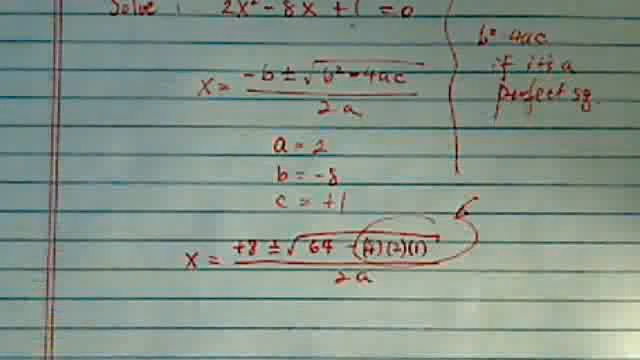 Solve : 2x² - 8x + 1 = 0
x = -b ± √b² - 4ac / 2a
a = 2
b = -8
c = +1
x = +8 ± √64 - (4)(2)(1) / 2a
b² 4ac
if its a
perfect sq.